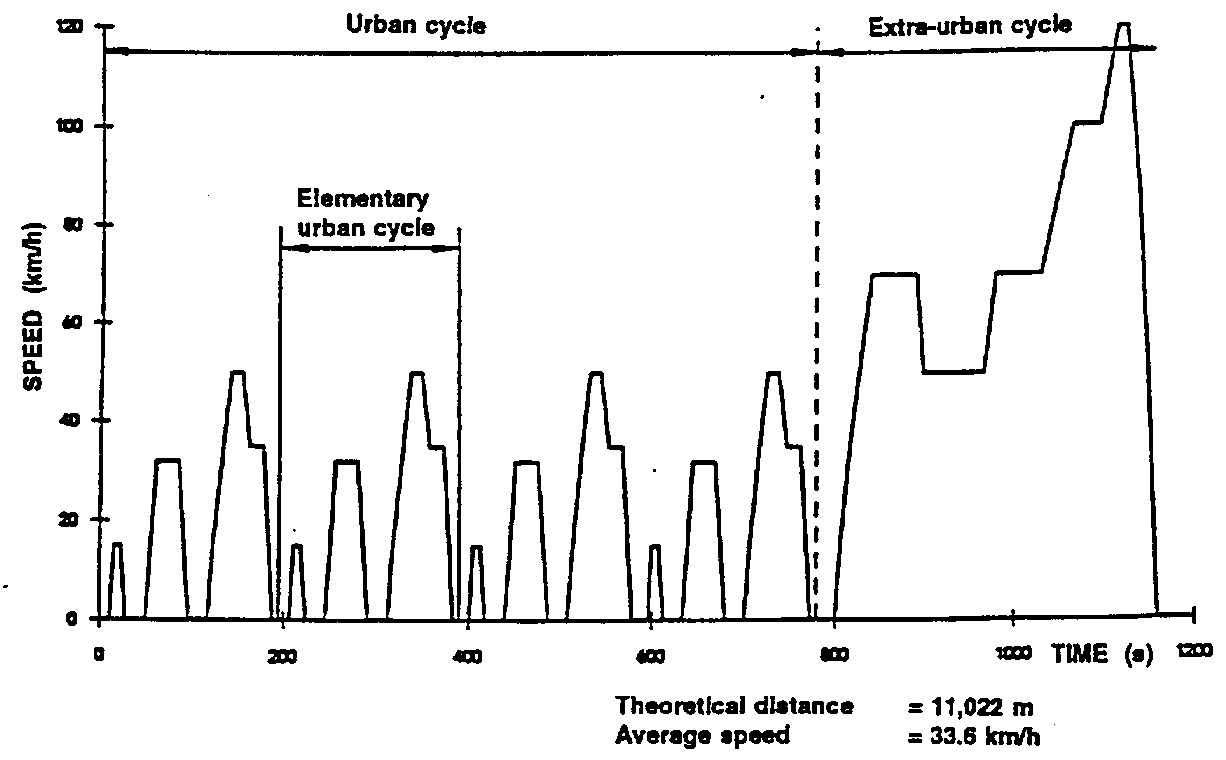 Urban cycle
Extra-urban cycle
120
100
80
60
40
20
0
SPEED (km/h)
Elementary
urban cycle
0
200
400
600
800
1000
TIME (s)
1200
Theoretical distance = 11,022 m
Average speed = 33.6 km/h